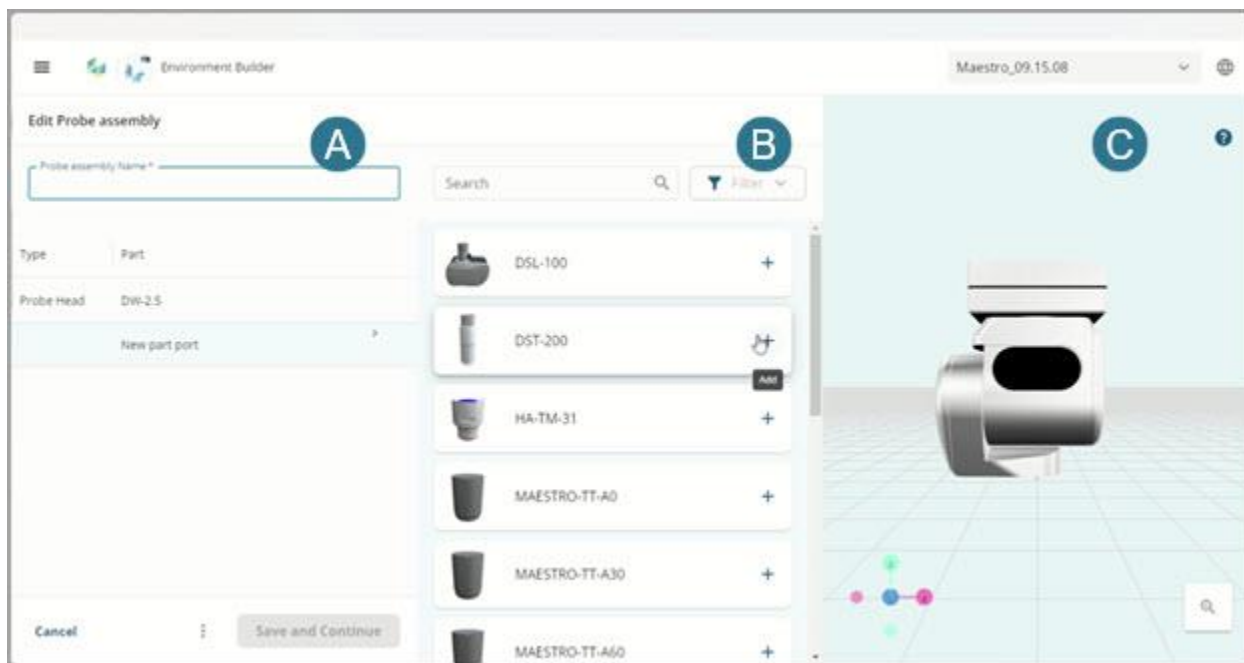 Environment Builder
Maestro_09.15.08
Edit Probe assembly
A
B
C
?
Probe assembly Name *
Search
Filter
Type Part
Probe Head DW-2.5
New part port
DSL-100
DST-200
Add
HA-TM-31
MAESTRO-TT-A0
MAESTRO-TT-A30
MAESTRO-TT-A60
Cancel
Save and Continue